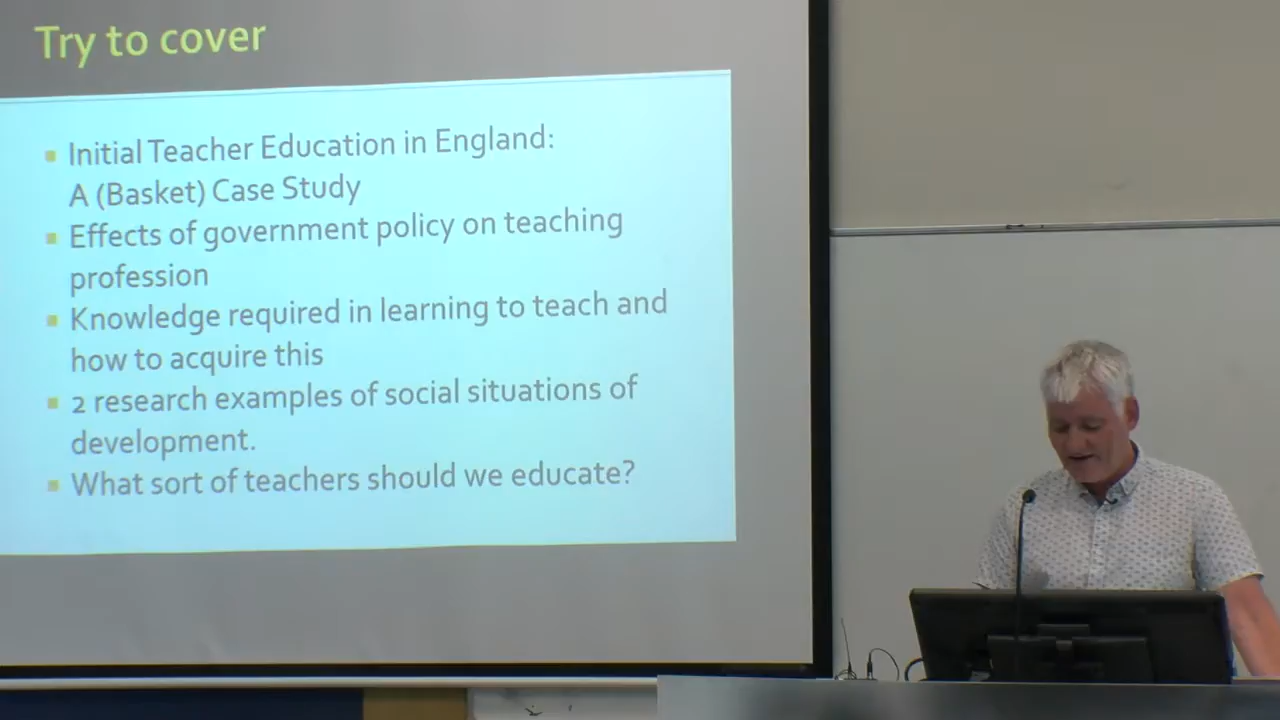 Try to cover
Initial Teacher Education in England:
A (Basket) Case Study
Effects of government policy on teaching
profession
Knowledge required in learning to teach and
how to acquire this
2 research examples of social situations of
development.
What sort of teachers should we educate?